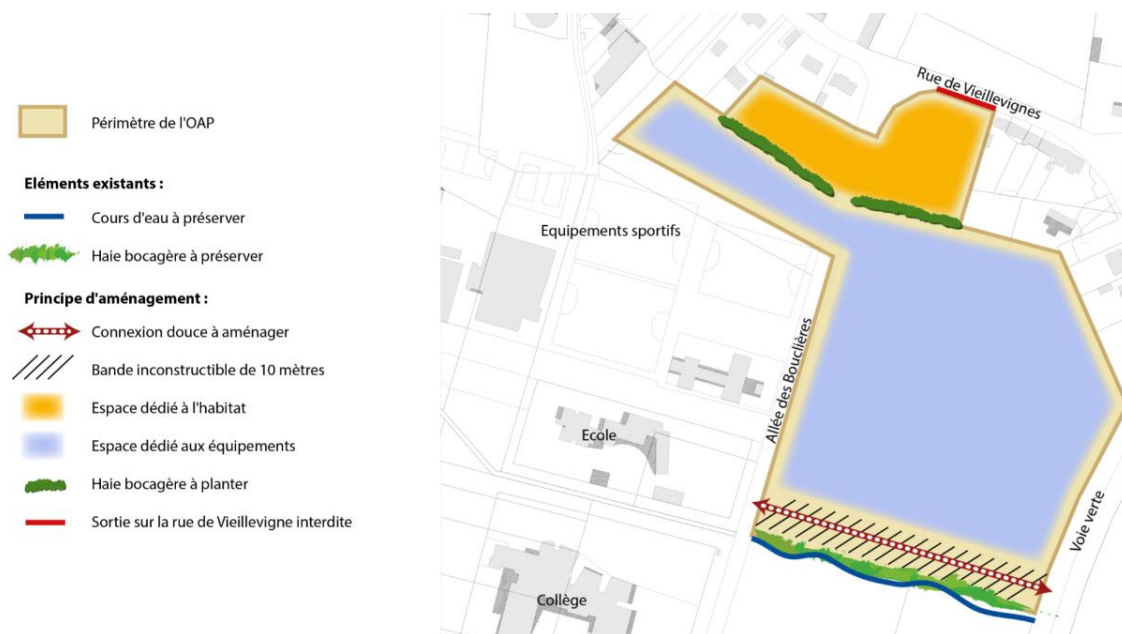 Périmètre de l'OAP
Eléments existants :
Cours d'eau à préserver
Haie bocagère à préserver
Principe d'aménagement :
Connexion douce à aménager
Bande inconstructible de 10 mètres
Espace dédié à l'habitat
Espace dédié aux équipements
Haie bocagère à planter
Sortie sur la rue de Vieillevigne interdite
Rue de Vieillevignes
Equipements sportifs
Allée des Bouclières
Ecole
Voie verte
Collège